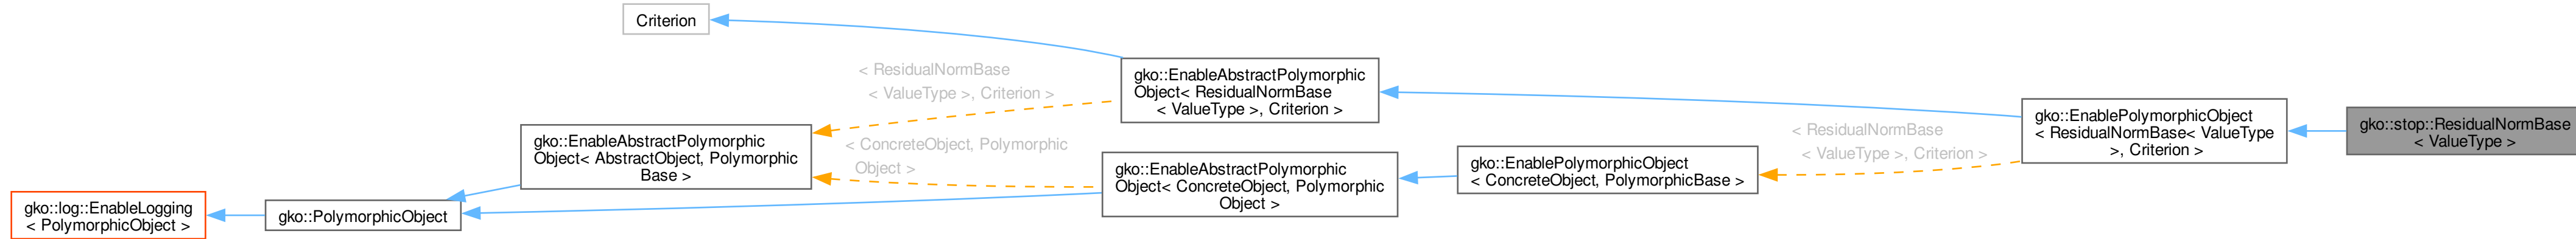 Criterion
gko::EnableAbstractPolymorphic
Object< ResidualNormBase
< ValueType >, Criterion >
< ResidualNormBase
< ValueType >, Criterion >
gko::EnablePolymorphicObject
< ResidualNormBase< ValueType
>, Criterion >
gko::stop::ResidualNormBase
< ValueType >
gko::EnableAbstractPolymorphic
Object< AbstractObject, Polymorphic
Base >
< ConcreteObject, Polymorphic
Object >
< ResidualNormBase
< ValueType >, Criterion >
gko::EnableAbstractPolymorphic
Object< ConcreteObject, Polymorphic
Object >
gko::EnablePolymorphicObject
< ConcreteObject, PolymorphicBase >
gko::log::EnableLogging
< PolymorphicObject >
gko::PolymorphicObject